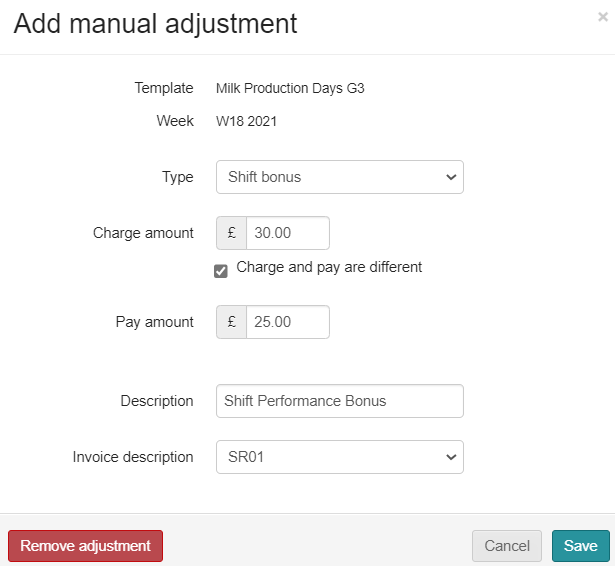 Add manual adjustment
×
Template Milk Production Days G3
Week W18 2021
Type Shift bonus
Charge amount £ 30.00
Charge and pay are different
Pay amount £ 25.00
Description Shift Performance Bonus
Invoice description SR01
Remove adjustment Cancel Save